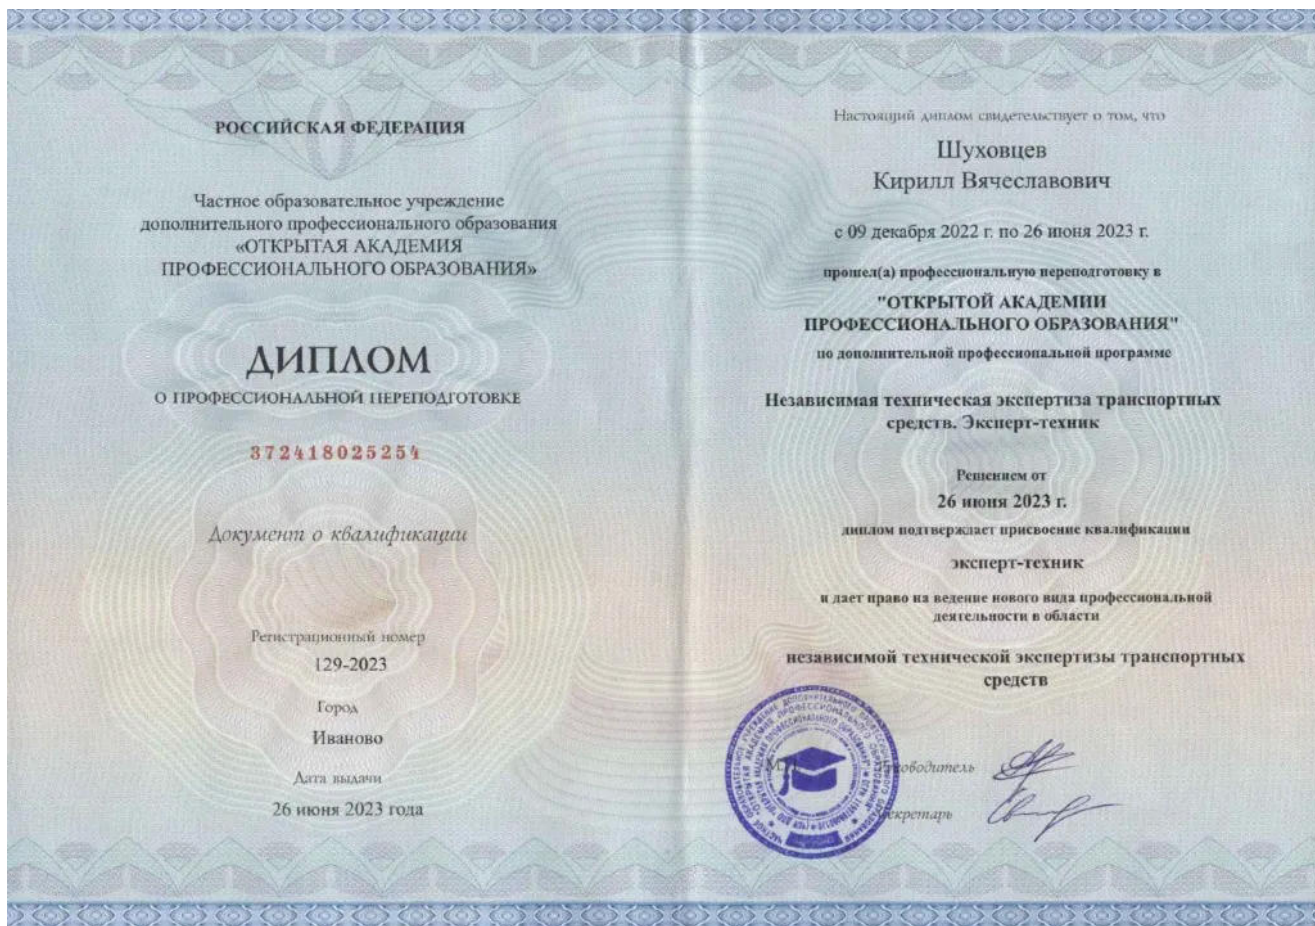 РОССИЙСКАЯ ФЕДЕРАЦИЯ
Частное образовательное учреждение
дополнительного профессионального образования
«ОТКРЫТАЯ АКАДЕМИЯ
ПРОФЕССИОНАЛЬНОГО ОБРАЗОВАНИЯ»
ДИПЛОМ
О ПРОФЕССИОНАЛЬНОЙ ПЕРЕПОДГОТОВКЕ
372418025254
Документ о квалификации
Регистрационный номер
129-2023
Город
Иваново
Дата выдачи
26 июня 2023 года
Настоящий диплом свидетельствует о том, что
Шуховцев
Кирилл Вячеславович
с 09 декабря 2022 г. по 26 июня 2023 г.
прошел(а) профессиональную переподготовку в
"ОТКРЫТОЙ АКАДЕМИИ
ПРОФЕССИОНАЛЬНОГО ОБРАЗОВАНИЯ"
по дополнительной профессиональной программе
Независимая техническая экспертиза транспортных
средств. Эксперт-техник
Решением от
26 июня 2023 г.
диплом подтверждает присвоение квалификации
эксперт-техник
и дает право на ведение нового вида профессиональной
деятельности в области
независимой технической экспертизы транспортных
средств
М.П.
Руководитель
Секретарь